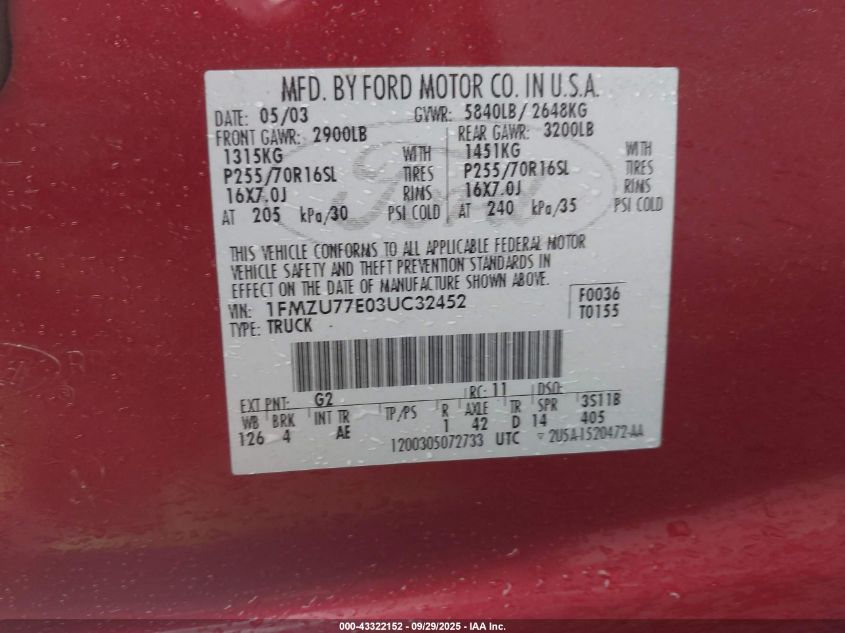 MFD. BY FORD MOTOR CO. IN U.S.A.
DATE: 05/03 GVWR: 5840LB/ 2648KG
FRONT GAWR: 2900LB REAR GAWR: 3200LB
1315KG WITH 1451KG WITH
P255/70R16SL TIRES P255/70R16SL TIRES
16X7.0J RIMS 16X7.0J RIMS
AT 205 kPa/30 PSI COLD AT 240 kPa/35 PSI COLD
THIS VEHICLE CONFORMS TO ALL APPLICABLE FEDERAL MOTOR
VEHICLE SAFETY AND THEFT PREVENTION STANDARDS IN
EFFECT ON THE DATE OF MANUFACTURE SHOWN ABOVE.
VIN: 1FMZU77E03UC32452 F0036
TYPE: TRUCK T0155
EXT PNT: G2 RC: 11 DSO:
WB BRK INT TR TP/PS R AXLE TR SPR 3S11B
126 4 AE 1 42 D 14 405
1200305072733 UTC ▽ 2U5A-1520472-AA
000-43322152 - 09/29/2025 - IAA Inc.